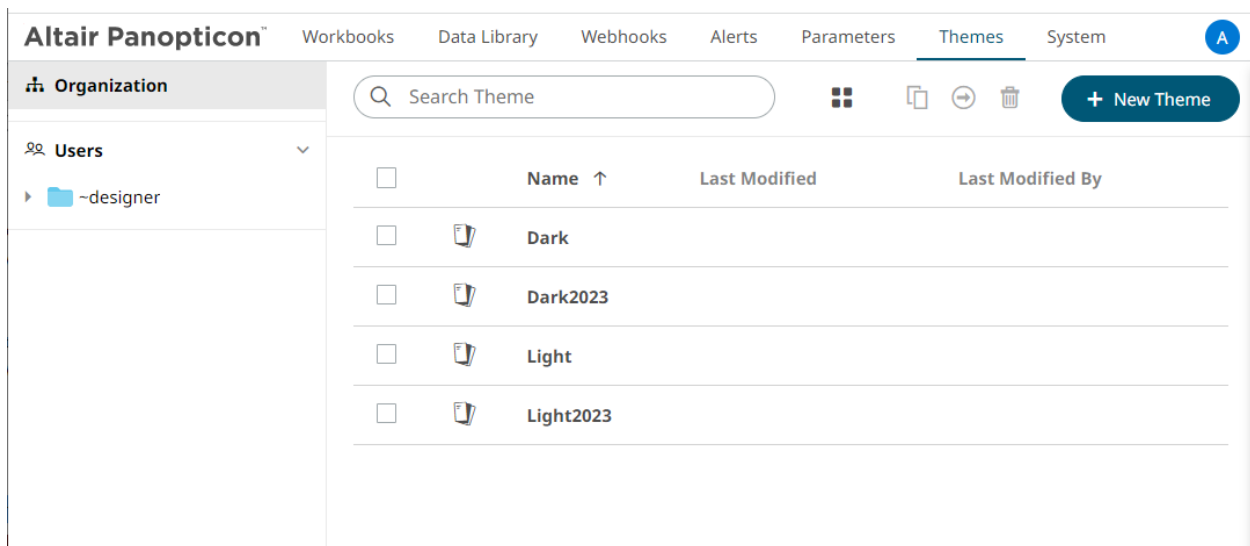 Altair Panopticon™ Workbooks Data Library Webhooks Alerts Parameters Themes System A
Organization
Search Theme
+ New Theme
Users
~designer
Name ↑ Last Modified Last Modified By
Dark
Dark2023
Light
Light2023